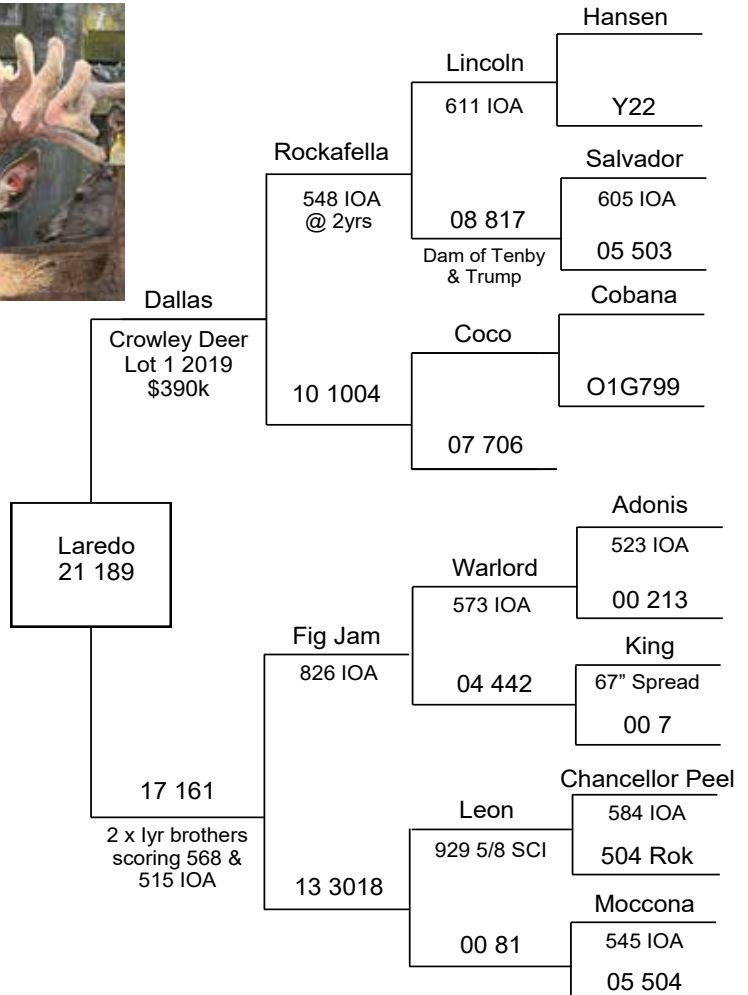 Hansen
Lincoln
611 IOA
Y22
Rockafella
548 IOA
@ 2yrs
Salvador
605 IOA
08 817
Dam of Tenby
& Trump
05 503
Dallas
Crowley Deer
Lot 1 2019
$390k
Cobana
Coco
O1G799
10 1004
07 706
Laredo
21 189
Adonis
523 IOA
Warlord
573 IOA
00 213
Fig Jam
826 IOA
King
67” Spread
04 442
00 7
17 161
2 x Iyr brothers
scoring 568 &
515 IOA
Chancellor Peel
584 IOA
Leon
929 5/8 SCI
504 Rok
13 3018
Moccona
545 IOA
00 81
05 504